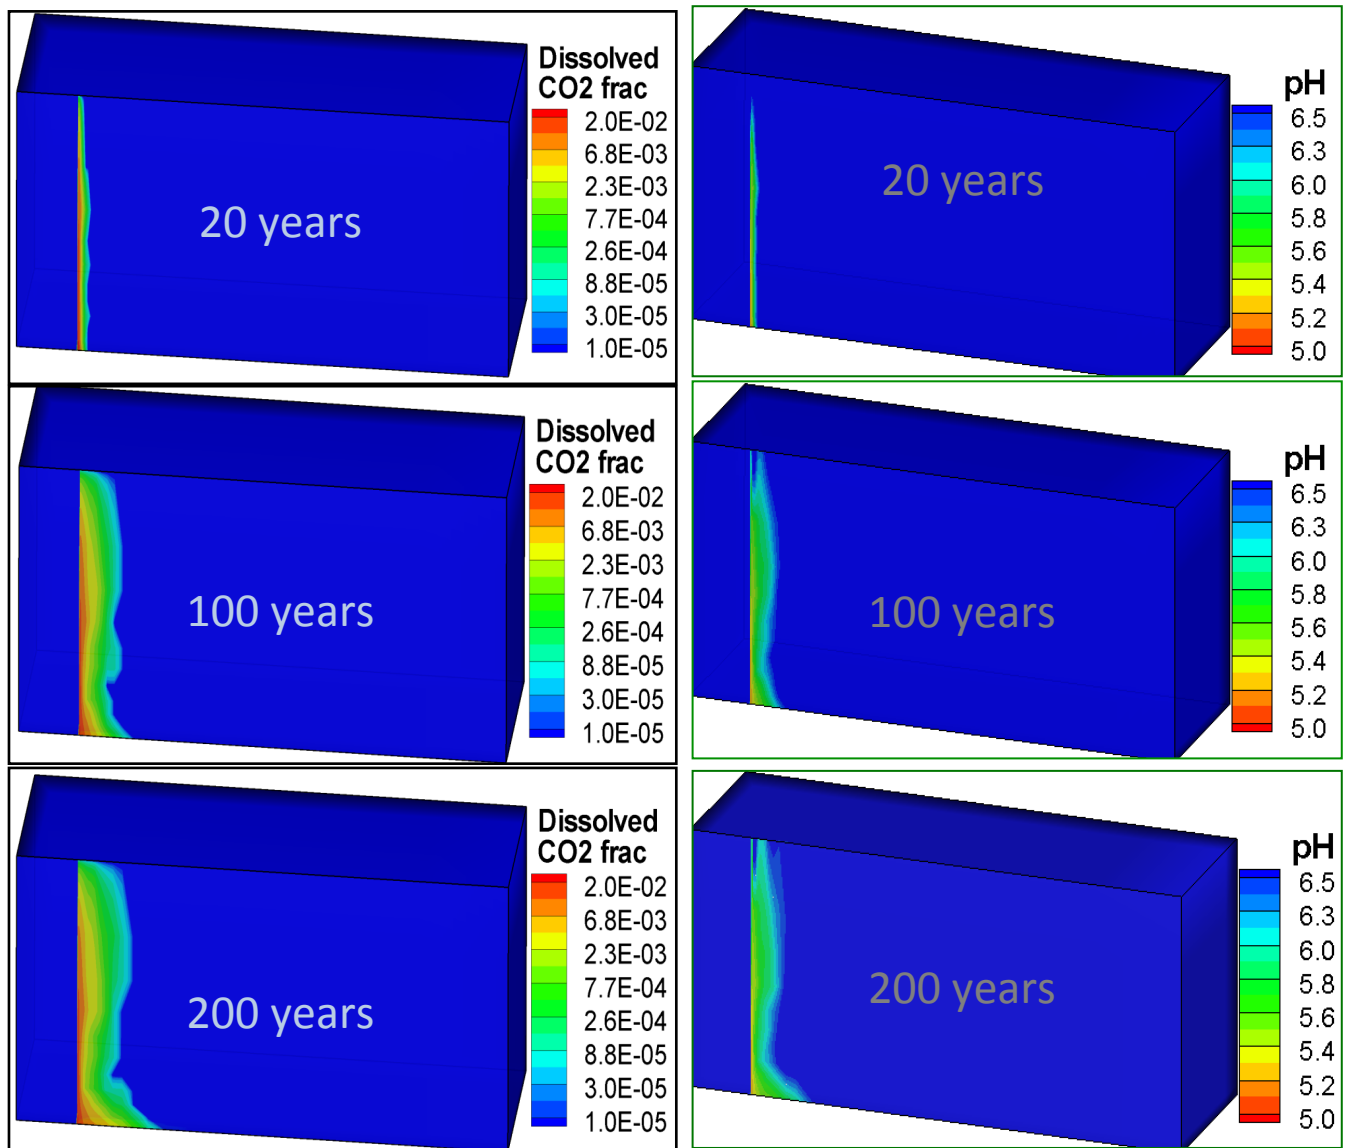 Dissolved
CO2 frac
2.0E-02
6.8E-03
2.3E-03
7.7E-04
2.6E-04
8.8E-05
3.0E-05
1.0E-05
20 years
pH
6.5
6.3
6.0
5.8
5.6
5.4
5.2
5.0
20 years
Dissolved
CO2 frac
2.0E-02
6.8E-03
2.3E-03
7.7E-04
2.6E-04
8.8E-05
3.0E-05
1.0E-05
100 years
pH
6.5
6.3
6.0
5.8
5.6
5.4
5.2
5.0
100 years
Dissolved
CO2 frac
2.0E-02
6.8E-03
2.3E-03
7.7E-04
2.6E-04
8.8E-05
3.0E-05
1.0E-05
200 years
pH
6.5
6.3
6.0
5.8
5.6
5.4
5.2
5.0
200 years